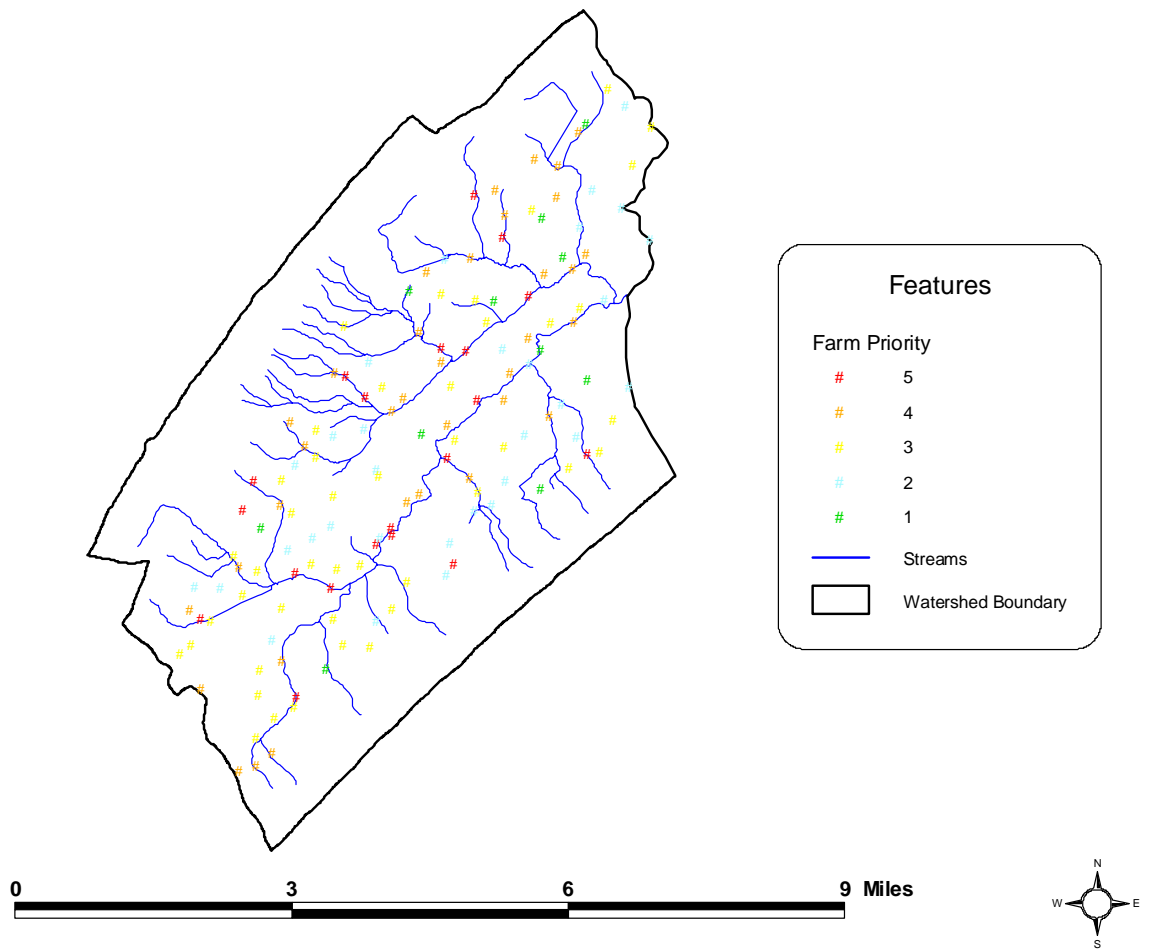 Features
Farm Priority
# 5
# 4
# 3
# 2
# 1
Streams
Watershed Boundary
0 3 6 9 Miles
N
W E
S